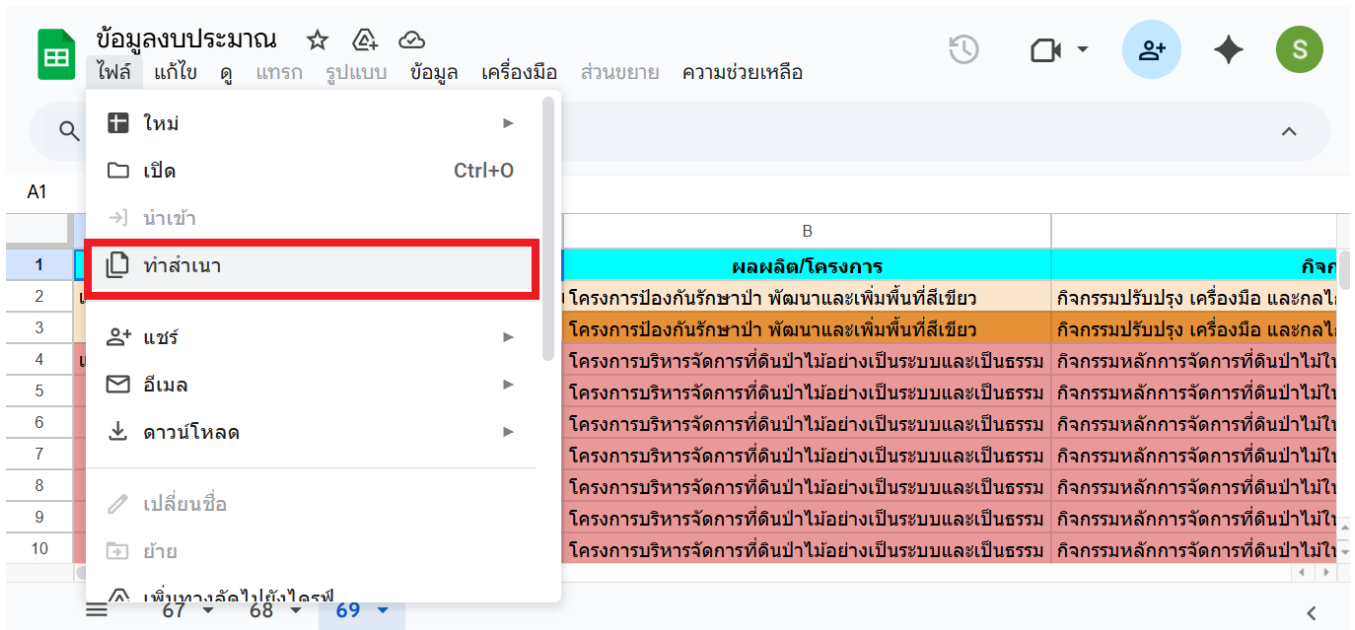 ข้อมูลงบประมาณ
ไฟล์ แก้ไข ดู แทรก รูปแบบ ข้อมูล เครื่องมือ ส่วนขยาย ความช่วยเหลือ
S
ใหม่
เปิด Ctrl+O
นำเข้า
ทำสำเนา
แชร์
อีเมล
ดาวน์โหลด
เปลี่ยนชื่อ
ย้าย
เพิ่มทางลัดไปยังไดรฟ์
A1
B
1 ผลผลิต/โครงการ
2 โครงการป้องกันรักษาป่า พัฒนาและเพิ่มพื้นที่สีเขียว กิจกรรมปรับปรุง เครื่องมือ และกลไ
3 โครงการป้องกันรักษาป่า พัฒนาและเพิ่มพื้นที่สีเขียว กิจกรรมปรับปรุง เครื่องมือ และกลไ
4 โครงการบริหารจัดการที่ดินป่าไม้อย่างเป็นระบบและเป็นธรรม กิจกรรมหลักการจัดการที่ดินป่าไม้
5 โครงการบริหารจัดการที่ดินป่าไม้อย่างเป็นระบบและเป็นธรรม กิจกรรมหลักการจัดการที่ดินป่าไม้
6 โครงการบริหารจัดการที่ดินป่าไม้อย่างเป็นระบบและเป็นธรรม กิจกรรมหลักการจัดการที่ดินป่าไม้
7 โครงการบริหารจัดการที่ดินป่าไม้อย่างเป็นระบบและเป็นธรรม กิจกรรมหลักการจัดการที่ดินป่าไม้
8 โครงการบริหารจัดการที่ดินป่าไม้อย่างเป็นระบบและเป็นธรรม กิจกรรมหลักการจัดการที่ดินป่าไม้
9 โครงการบริหารจัดการที่ดินป่าไม้อย่างเป็นระบบและเป็นธรรม กิจกรรมหลักการจัดการที่ดินป่าไม้
10 โครงการบริหารจัดการที่ดินป่าไม้อย่างเป็นระบบและเป็นธรรม กิจกรรมหลักการจัดการที่ดินป่าไม้
67 68 69